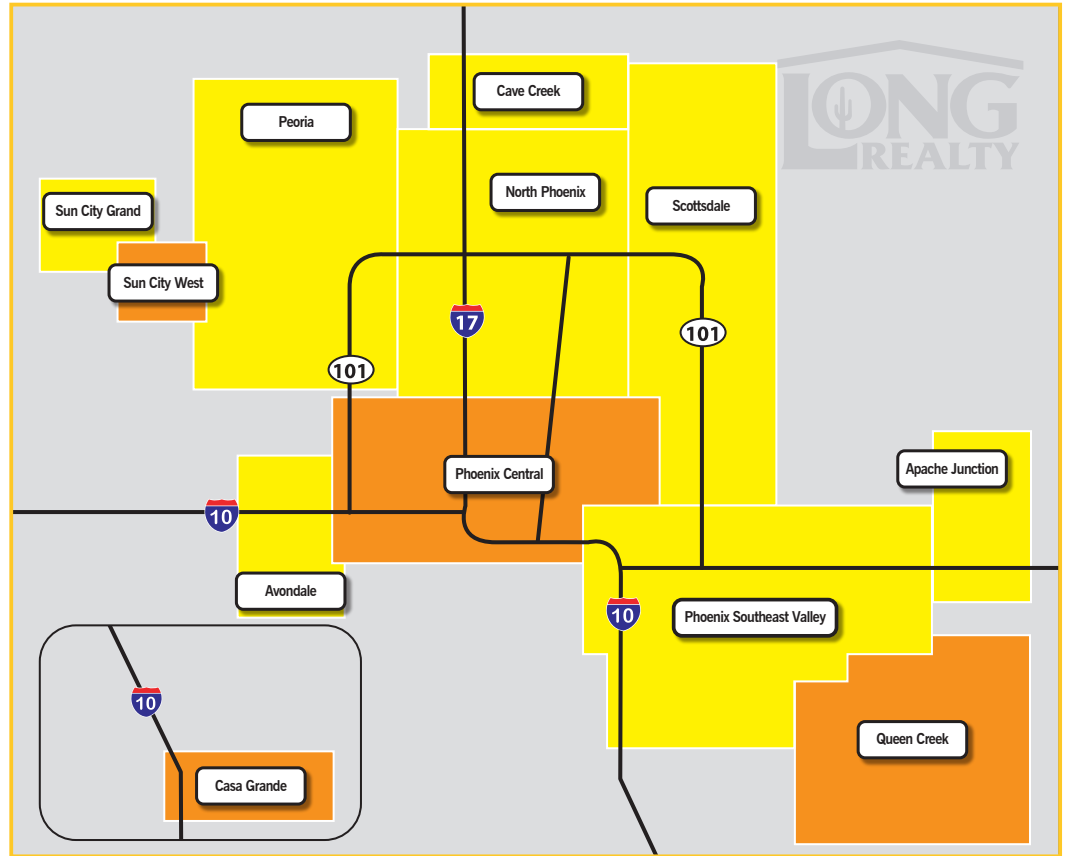 LONG
REALTY
Cave Creek
Peoria
North Phoenix
Scottsdale
Sun City Grand
Sun City West
17
101
101
Phoenix Central
Apache Junction
10
Avondale
10
Phoenix Southeast Valley
10
Queen Creek
Casa Grande